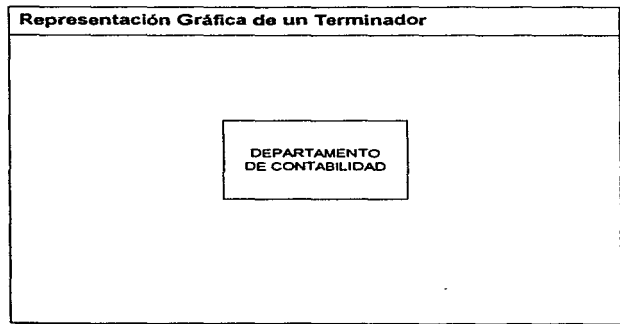 Representación Gráfica de un Terminador
DEPARTAMENTO
DE CONTABILIDAD